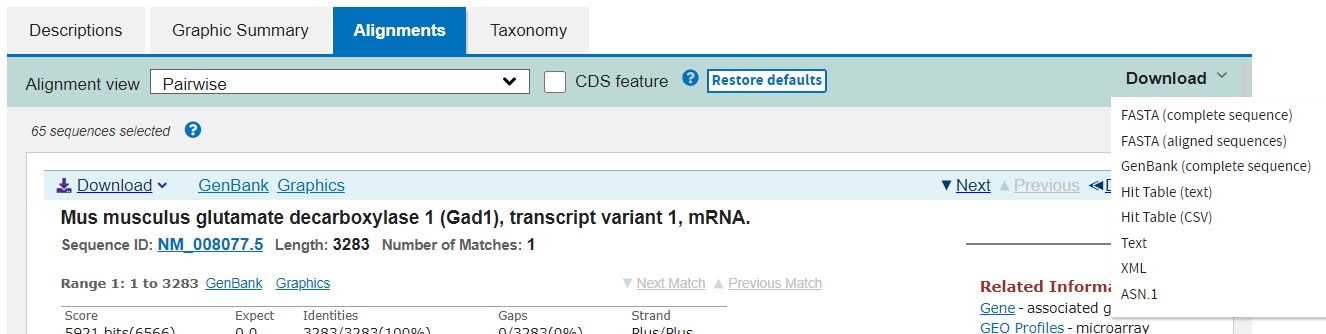 Descriptions
Graphic Summary
Alignments
Taxonomy
Alignment view
Pairwise
CDS feature
?
Restore defaults
Download
FASTA (complete sequence)
FASTA (aligned sequences)
GenBank (complete sequence)
Hit Table (text)
Hit Table (CSV)
Text
XML
ASN.1
65 sequences selected ?
Download GenBank Graphics
▼ Next ▲ Previous ≪D
Mus musculus glutamate decarboxylase 1 (Gad1), transcript variant 1, mRNA.
Sequence ID: NM_008077.5 Length: 3283 Number of Matches: 1
Range 1: 1 to 3283 GenBank Graphics ▼ Next Match ▲ Previous Match
Score Expect Identities Gaps Strand
5921 bits(6566) 0.0 3283/3283(100%) 0/3283(0%) Plus/Plus
Related Informa
Gene - associated g
GEO Profiles - microarray